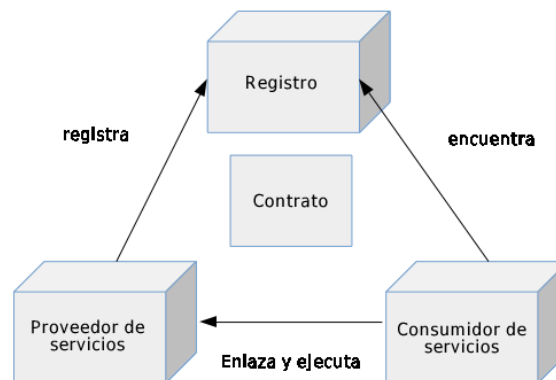 Registro
registra
encuentra
Contrato
Proveedor de
servicios
Consumidor de
servicios
Enlaza y ejecuta